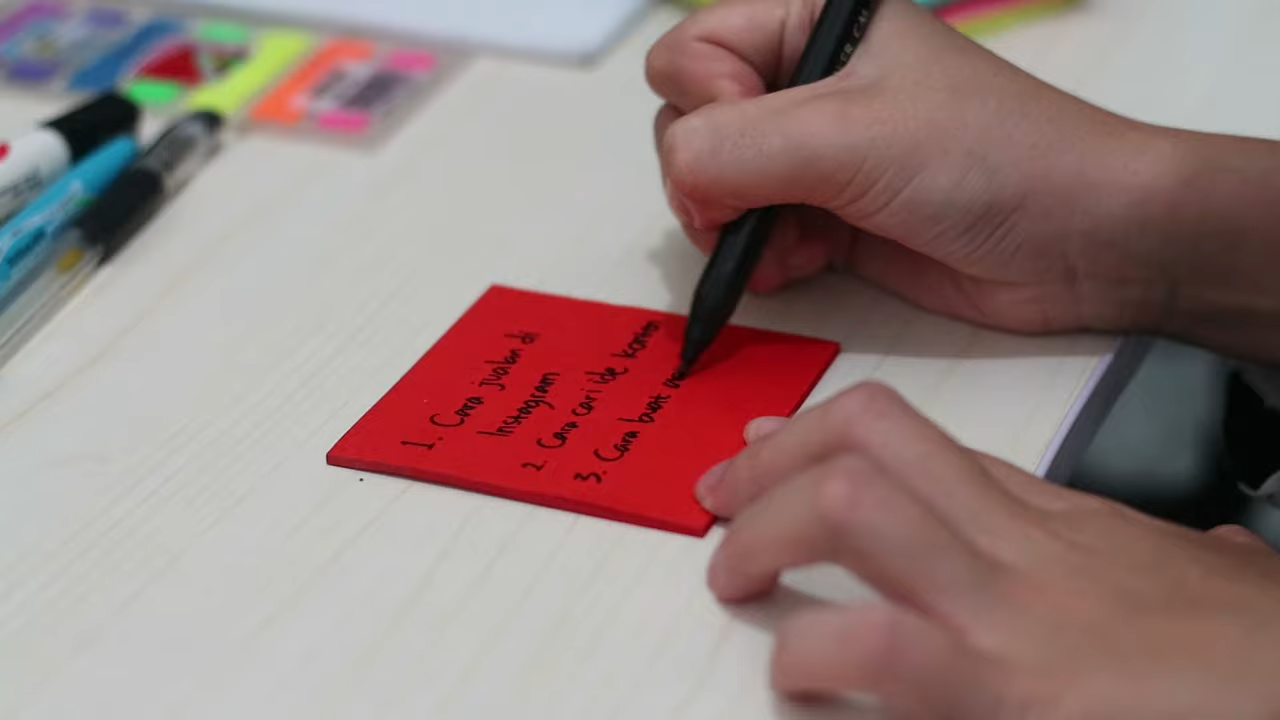 1. Cara jualan di
Instagram
2. Cara cari ide konten
3. Cara buat